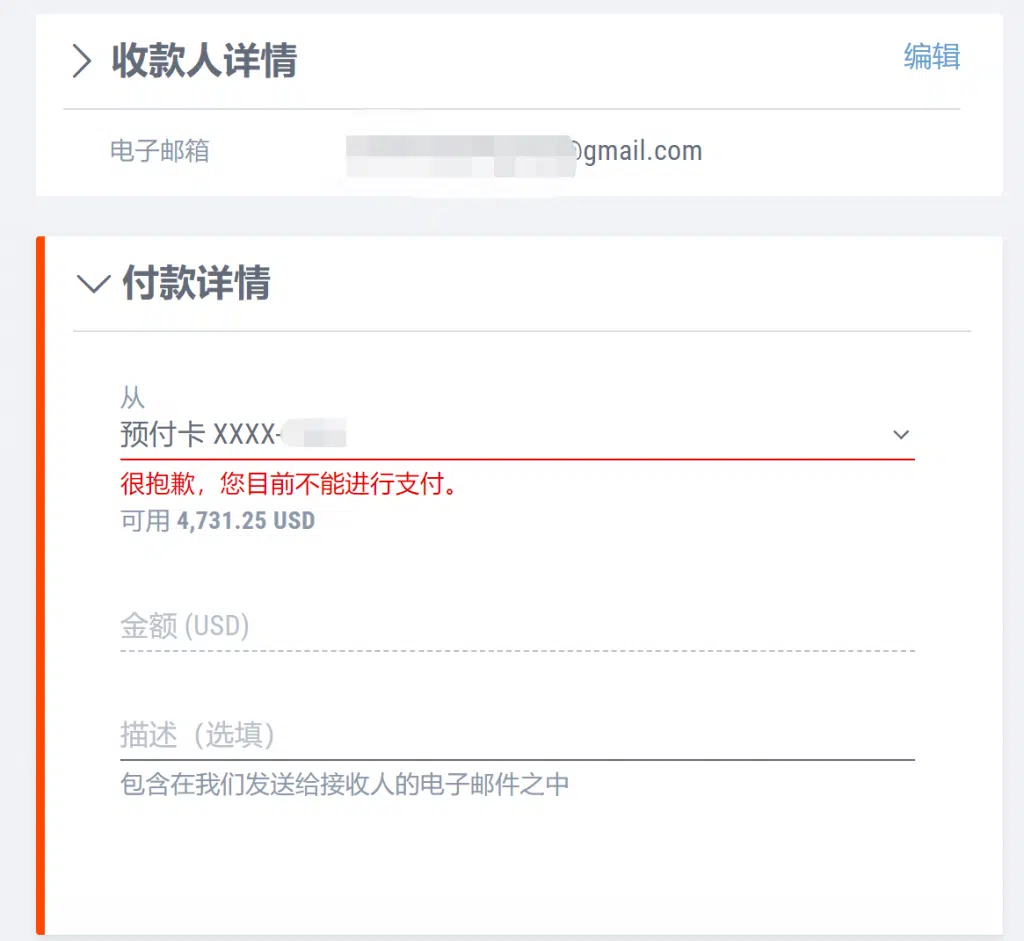 收款人详情
编辑
电子邮箱
@gmail.com
付款详情
从
预付卡 XXXX-
很抱歉，您目前不能进行支付。
可用 4,731.25 USD
金额 (USD)
描述（选填）
包含在我们发送给接收人的电子邮件之中